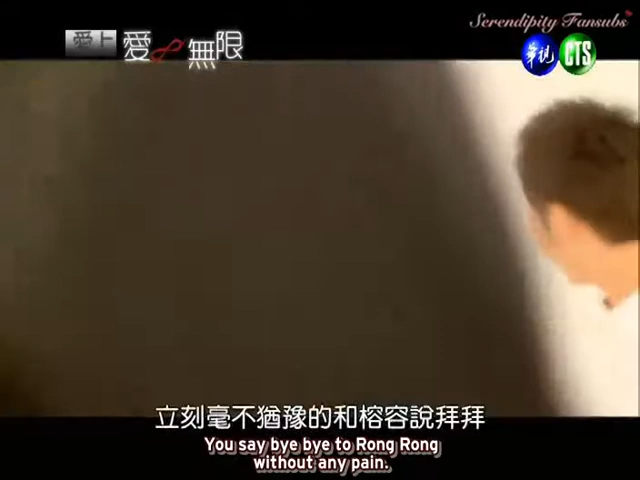 Serendipity Fansubs
愛上
愛∞無限
華視 CTS
立刻毫不猶豫的和榕容說拜拜
You say bye bye to Rong Rong
without any pain.